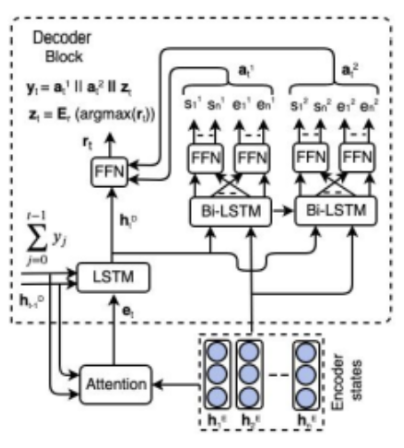 Decoder
Block
y_t = a_t^1 || a_t^2 || z_t
z_t = E_r (argmax(r_t))
r_t
a_t^1
a_t^2
s_1^1 s_n^1 e_1^1 e_n^1
s_1^2 s_n^2 e_1^2 e_n^2
FFN FFN
FFN FFN
FFN
Bi-LSTM
Bi-LSTM
h_t^D
t-1
∑ y_j
j=0
LSTM
h_{t-1}^D
e_t
Attention
h_1^E h_2^E h_n^E
Encoder
states